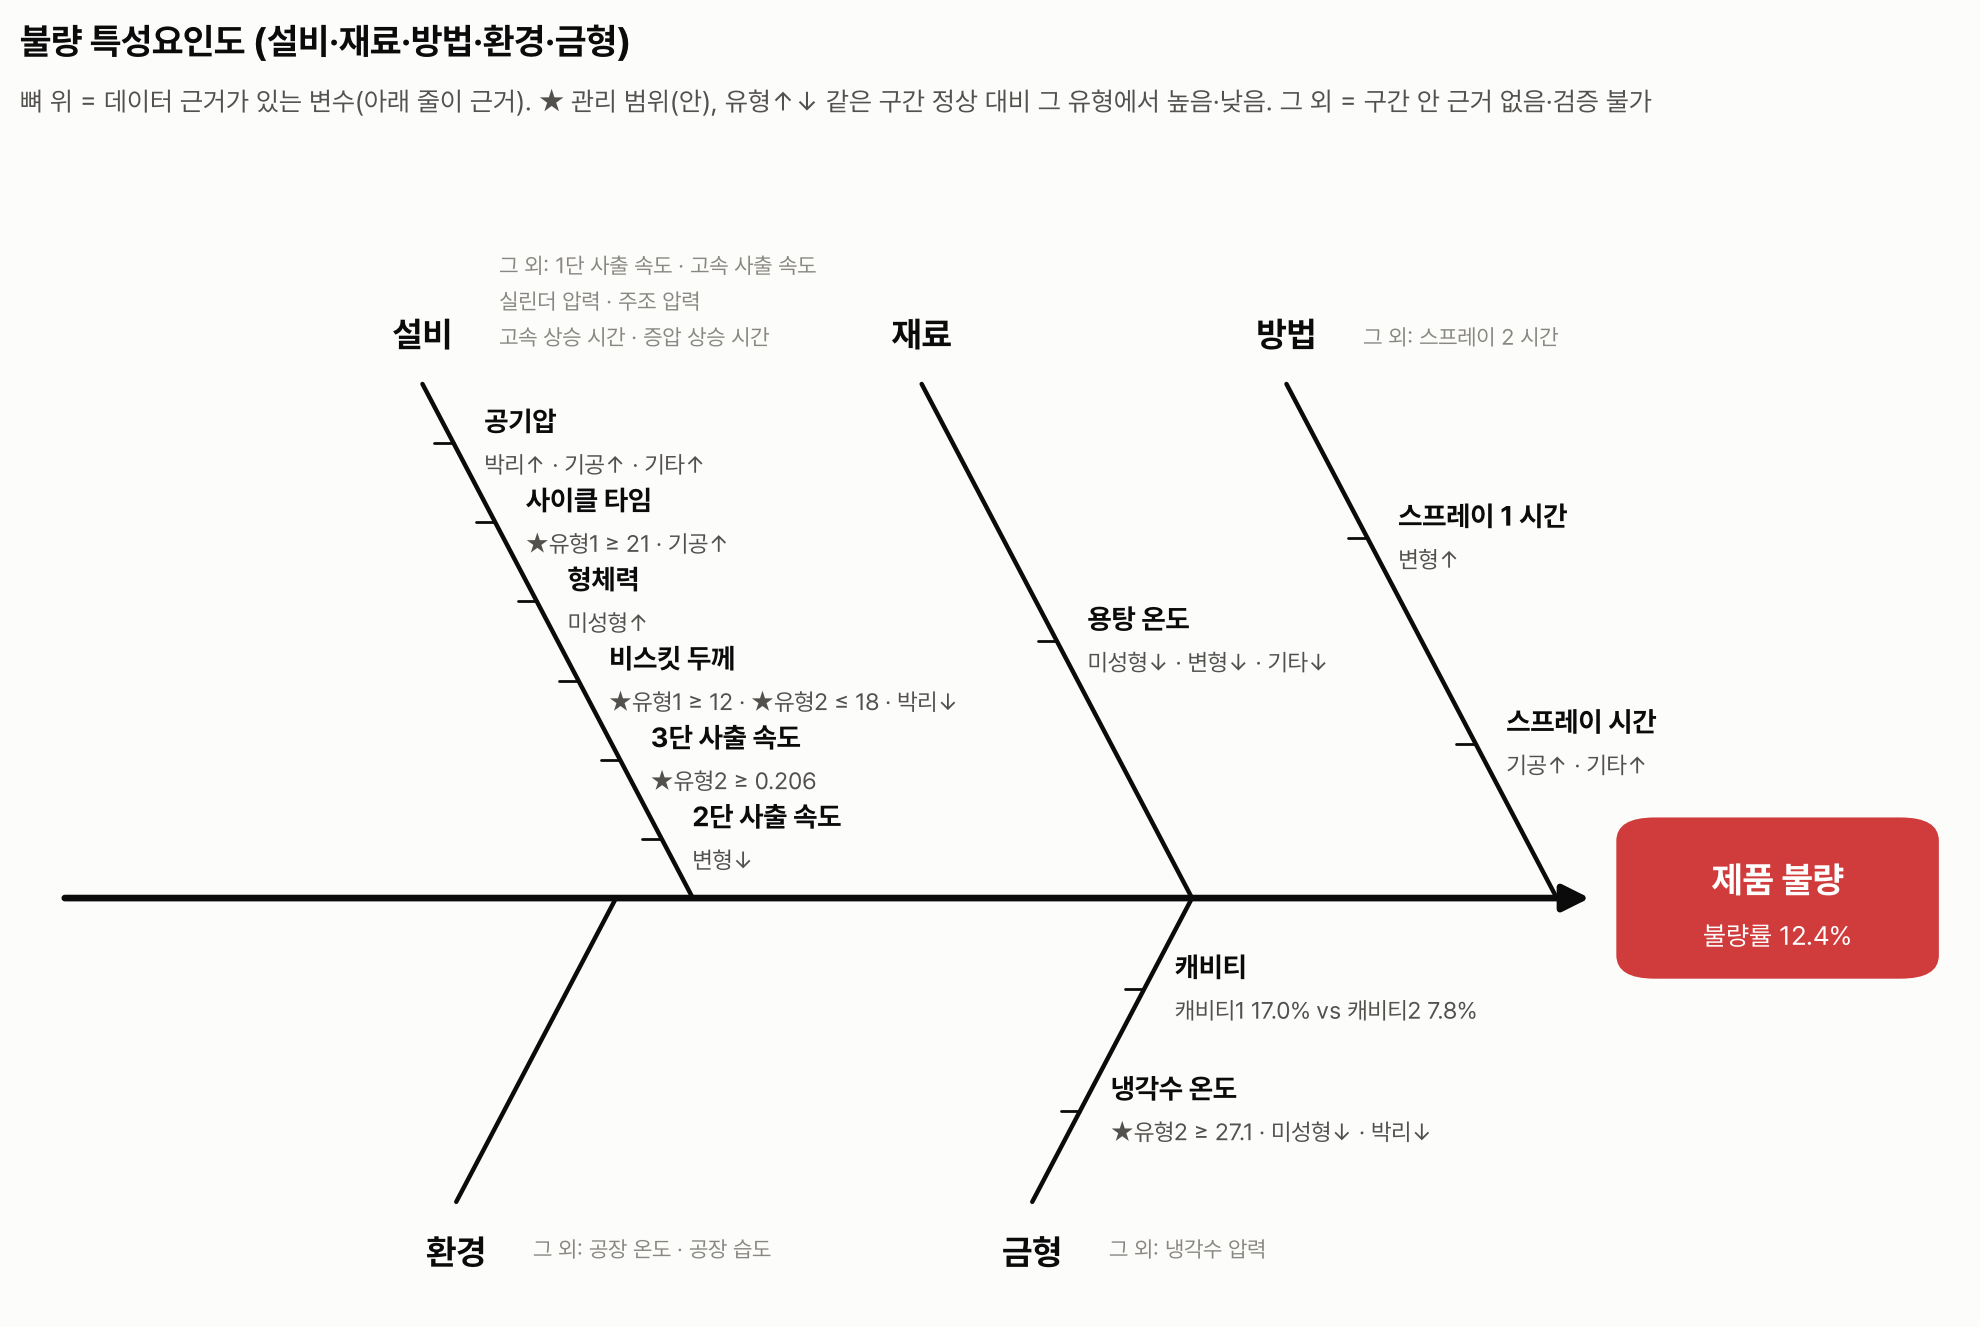 불량 특성요인도 (설비·재료·방법·환경·금형)
뼈 위 = 데이터 근거가 있는 변수(아래 줄이 근거). ★ 관리 범위(안), 유형↑↓ 같은 구간 정상 대비 그 유형에서 높음·낮음. 그 외 = 구간 안 근거 없음·검증 불가
설비
그 외: 1단 사출 속도 · 고속 사출 속도
실린더 압력 · 주조 압력
고속 상승 시간 · 증압 상승 시간
공기압
박리↑ · 기공↑ · 기타↑
사이클 타임
★유형1 ≥ 21 · 기공↑
형체력
미성형↑
비스킷 두께
★유형1 ≥ 12 · ★유형2 ≤ 18 · 박리↓
3단 사출 속도
★유형2 ≥ 0.206
2단 사출 속도
변형↓
재료
용탕 온도
미성형↓ · 변형↓ · 기타↓
방법
그 외: 스프레이 2 시간
스프레이 1 시간
변형↑
스프레이 시간
기공↑ · 기타↑
제품 불량
불량률 12.4%
환경
그 외: 공장 온도 · 공장 습도
캐비티
캐비티1 17.0% vs 캐비티2 7.8%
냉각수 온도
★유형2 ≥ 27.1 · 미성형↓ · 박리↓
금형
그 외: 냉각수 압력